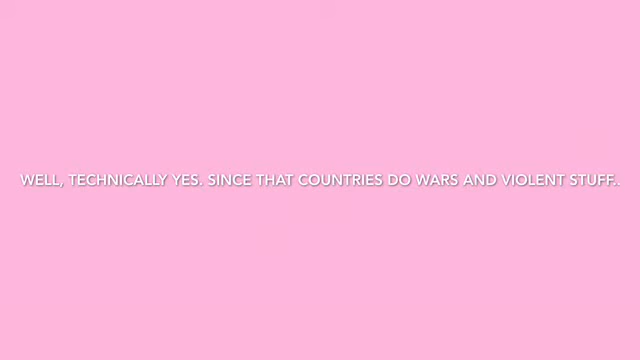 WELL, TECHNICALLY YES. SINCE THAT COUNTRIES DO WARS AND VIOLENT STUFF..